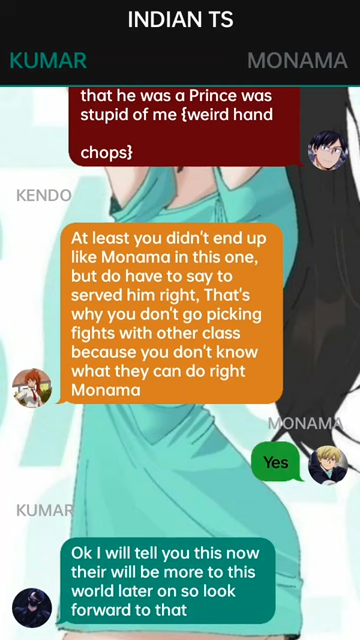 INDIAN TS
KUMAR
MONAMA
that he was a Prince was
stupid of me {weird hand
chops}
KENDO
At least you didn't end up
like Monama in this one,
but do have to say to
served him right, That's
why you don't go picking
fights with other class
because you don't know
what they can do right
Monama
MONAMA
Yes
KUMAR
Ok I will tell you this now
their will be more to this
world later on so look
forward to that